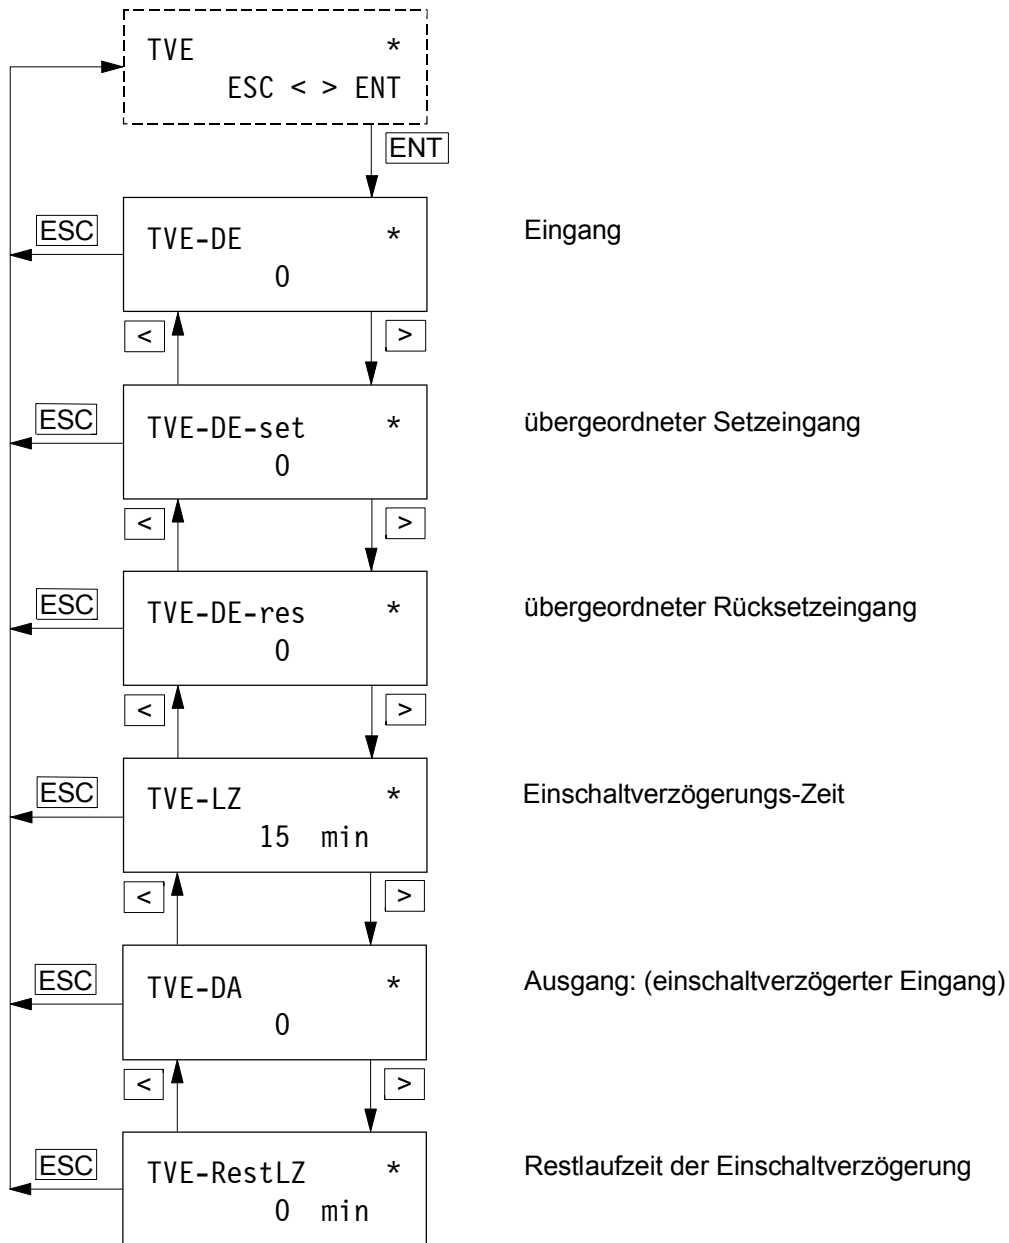 TVE *
ESC < > ENT
ENT
ESC
TVE-DE *
0
Eingang
<
>
ESC
TVE-DE-set *
0
übergeordneter Setzeingang
<
>
ESC
TVE-DE-res *
0
übergeordneter Rücksetzeingang
<
>
ESC
TVE-LZ *
15 min
Einschaltverzögerungs-Zeit
<
>
ESC
TVE-DA *
0
Ausgang: (einschaltverzögerter Eingang)
<
>
ESC
TVE-RestLZ *
0 min
Restlaufzeit der Einschaltverzögerung